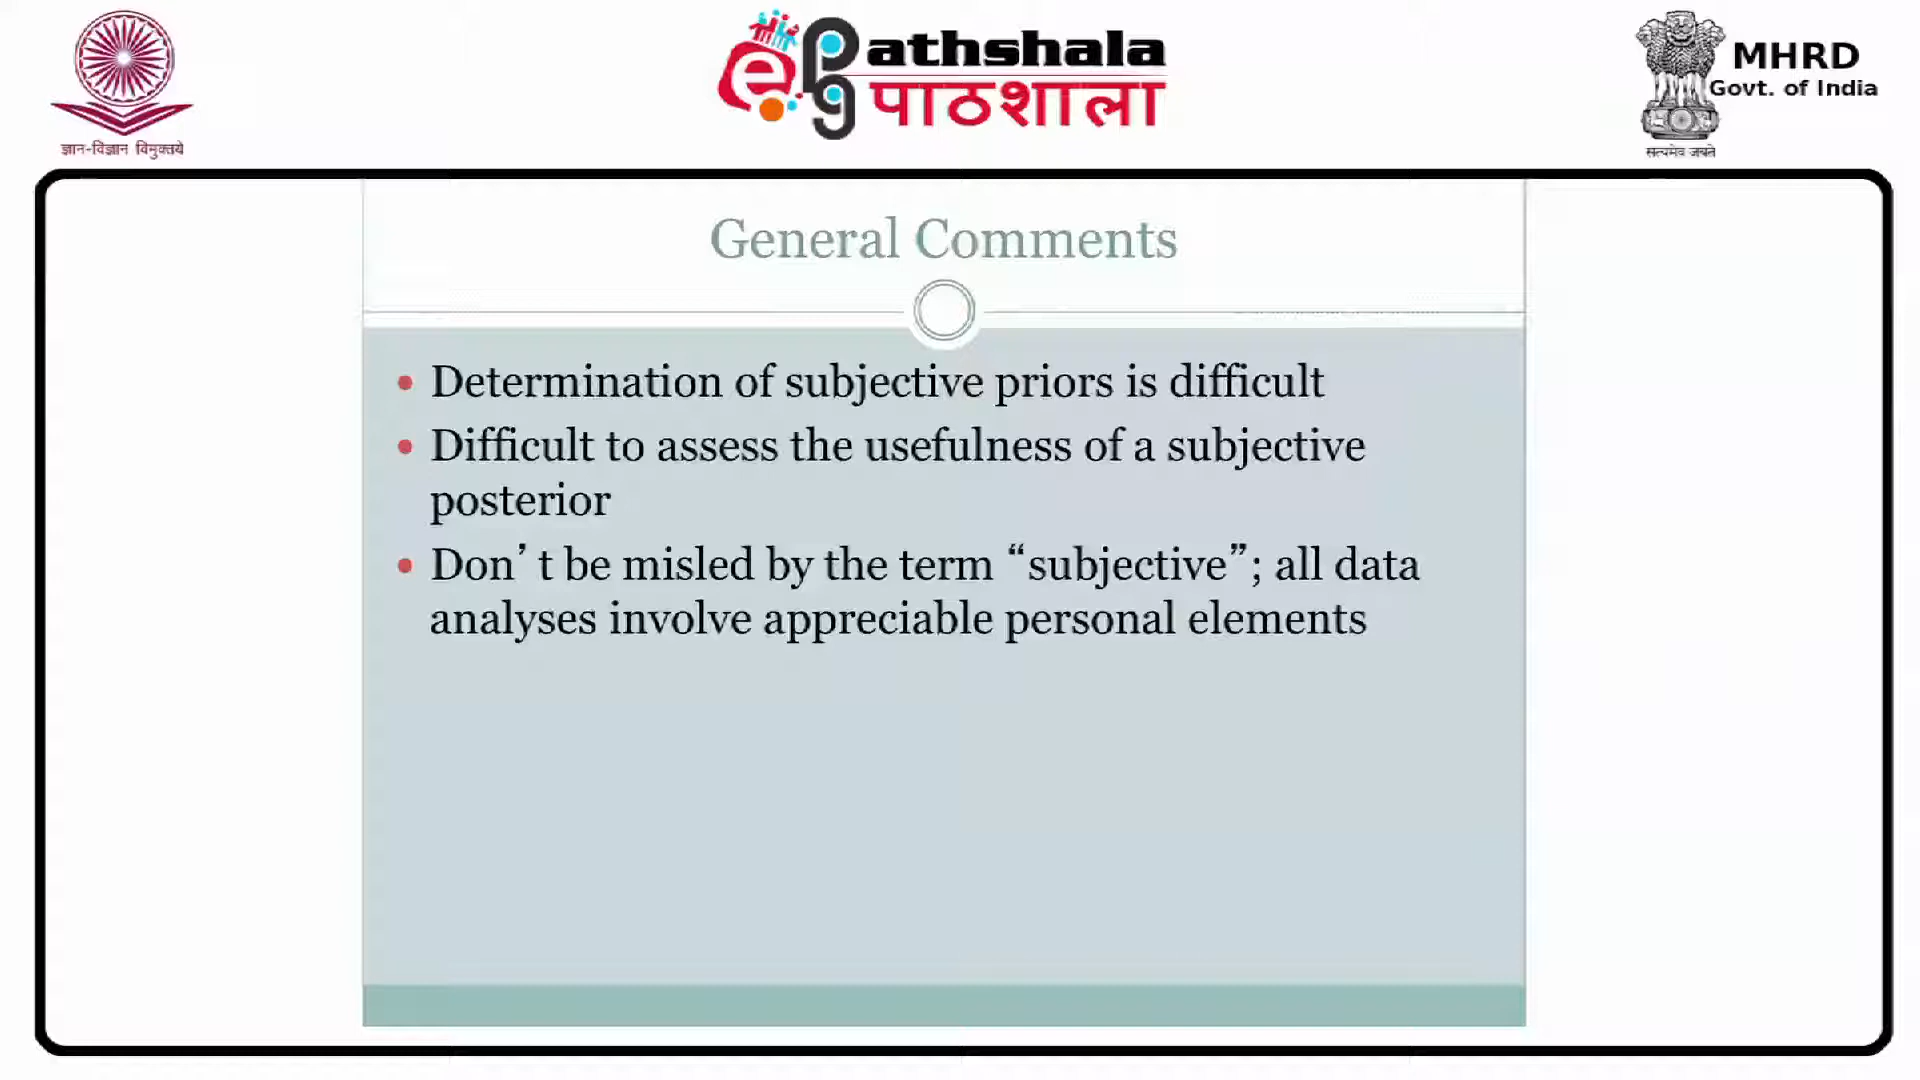 ज्ञान-विज्ञान विमुक्तये
e pg athshala
पाठशाला
MHRD
Govt. of India
सत्यमेव जयते
General Comments
• Determination of subjective priors is difficult
• Difficult to assess the usefulness of a subjective
posterior
• Don’t be misled by the term “subjective”; all data
analyses involve appreciable personal elements